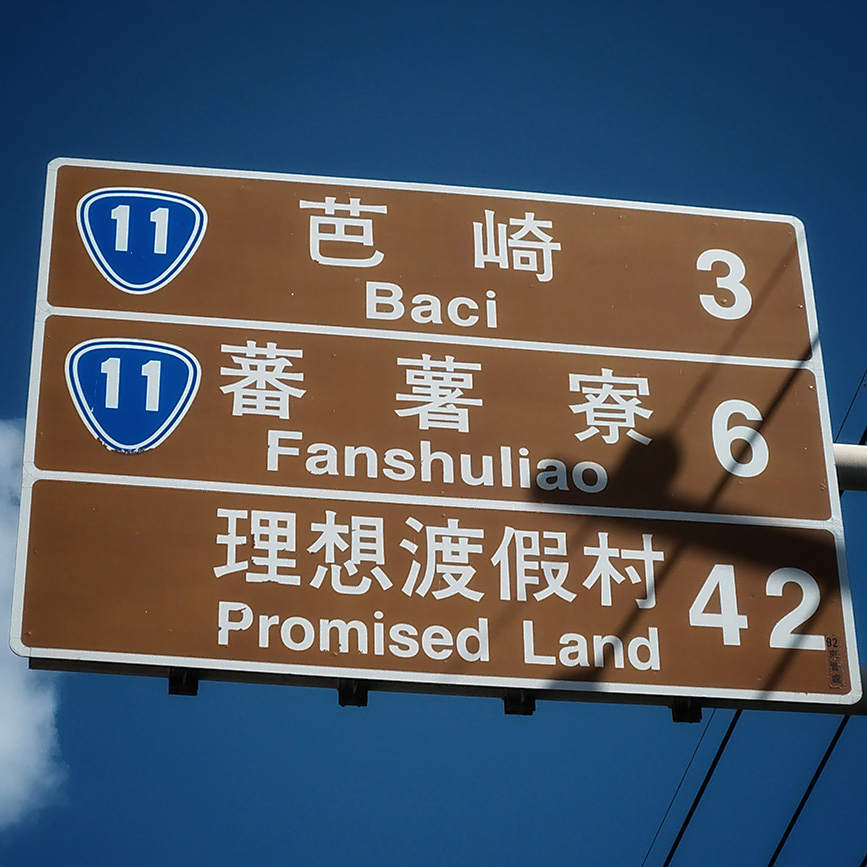 11 芭崎 3
Baci
11 蕃薯寮 6
Fanshuliao
理想渡假村 42
Promised Land
92